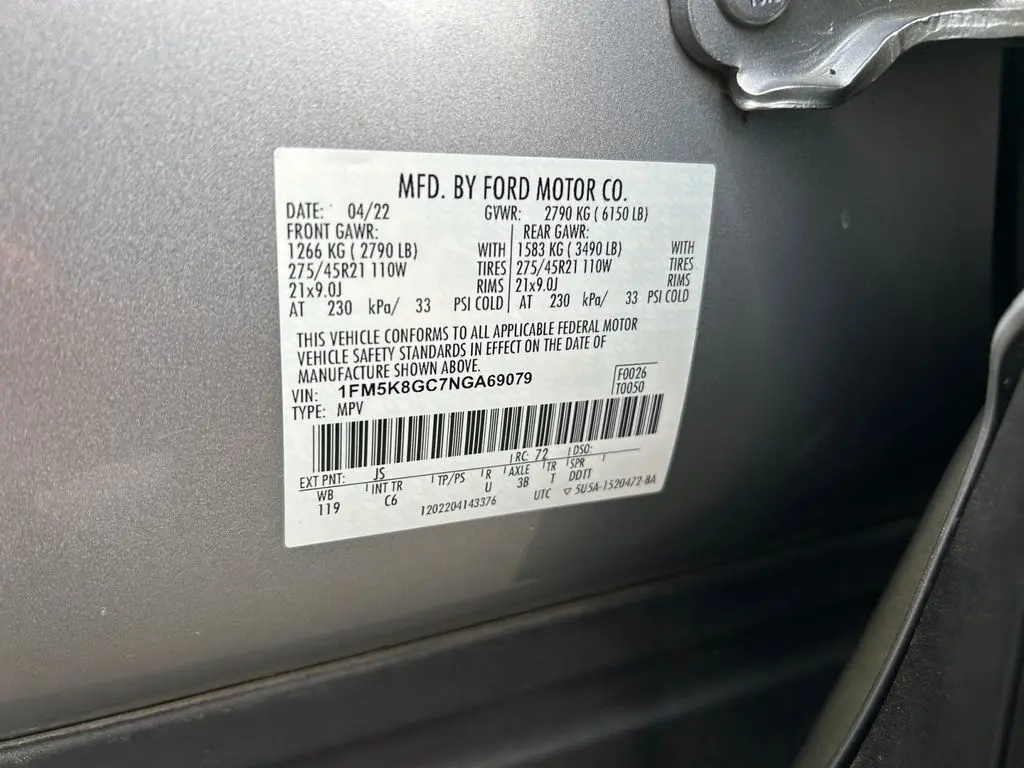 MFD. BY FORD MOTOR CO.
DATE: 04/22 GVWR: 2790 KG ( 6150 LB)
FRONT GAWR: REAR GAWR:
1266 KG ( 2790 LB) WITH 1583 KG ( 3490 LB) WITH
275/45R21 110W TIRES 275/45R21 110W TIRES
21x9.0J RIMS 21x9.0J RIMS
AT 230 kPa/ 33 PSI COLD AT 230 kPa/ 33 PSI COLD
THIS VEHICLE CONFORMS TO ALL APPLICABLE FEDERAL MOTOR
VEHICLE SAFETY STANDARDS IN EFFECT ON THE DATE OF
MANUFACTURE SHOWN ABOVE.
VIN: 1FM5K8GC7NGA69079 F0026
TYPE: MPV T0050
EXT PNT: JS RC: 72 DSO:
WB INT TR TP/PS R AXLE TR SPR
119 C6 U 3B T DDTT
1202204143376 UTC ▽ 5U5A-1520472-BA